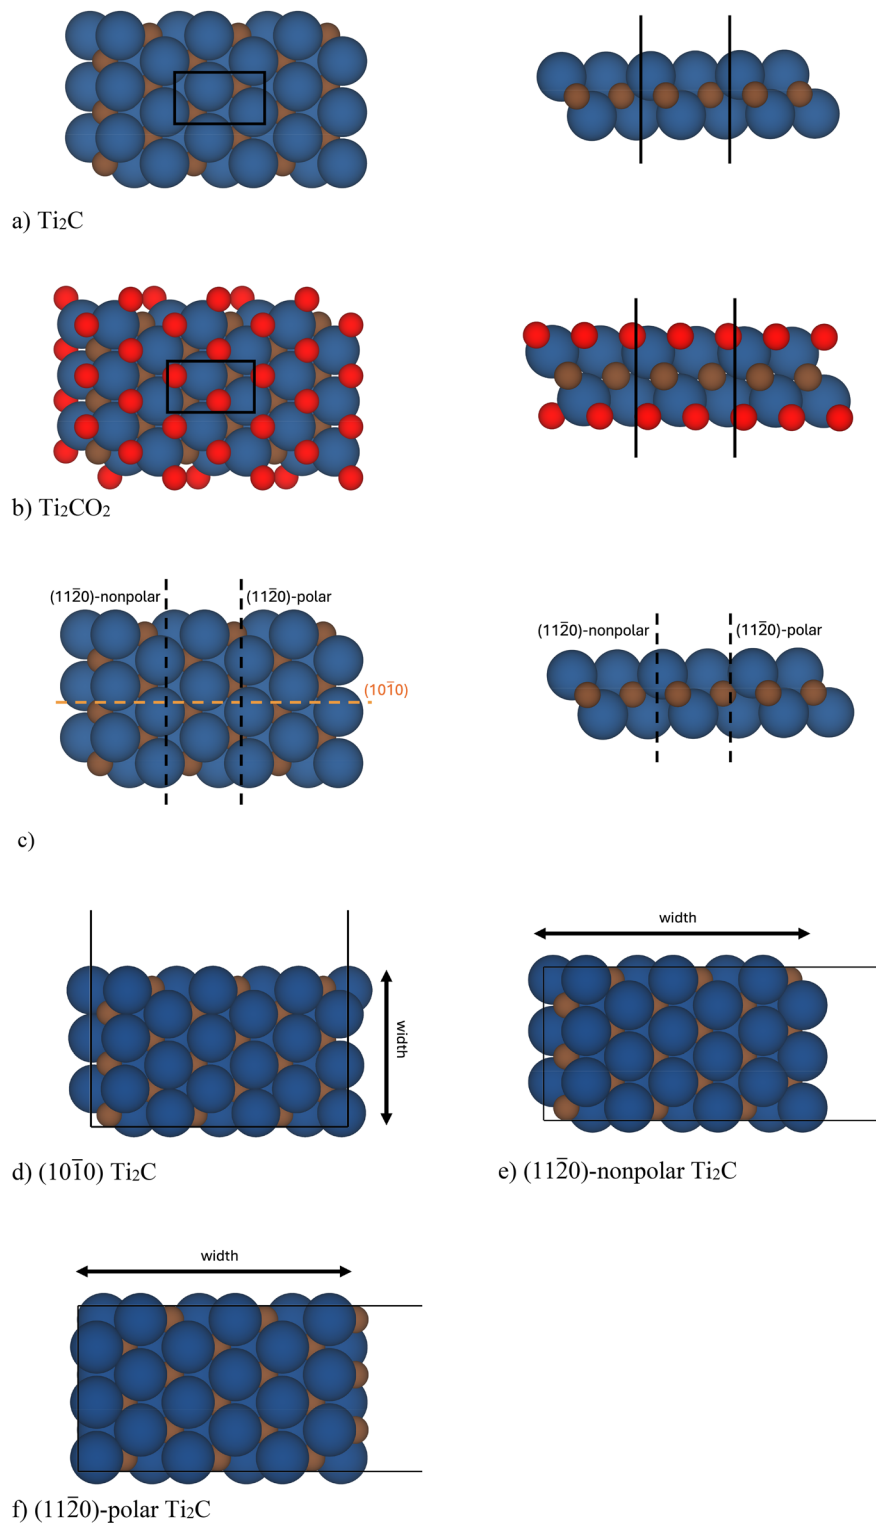 a) Ti₂C
b) Ti₂CO₂
(112̅0)-nonpolar
(112̅0)-polar
(101̅0)
(112̅0)-nonpolar
(112̅0)-polar
c)
width
d) (101̅0) Ti₂C
width
e) (112̅0)-nonpolar Ti₂C
width
f) (112̅0)-polar Ti₂C